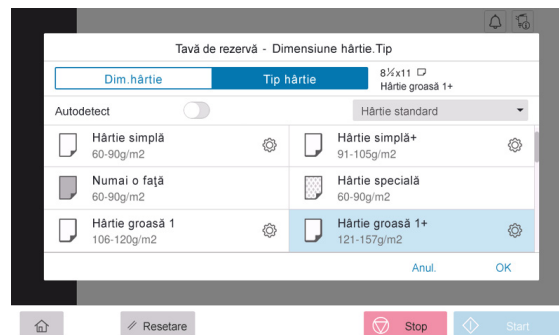 Tavă de rezervă - Dimensiune hârtie.Tip
Dim.hârtie
Tip hârtie
8½x11
Hârtie groasă 1+
Autodetect
Hârtie standard
Hârtie simplă
60-90g/m2
Hârtie simplă+
91-105g/m2
Numai o faţă
60-90g/m2
Hârtie specială
60-90g/m2
Hârtie groasă 1
106-120g/m2
Hârtie groasă 1+
121-157g/m2
Anul.
OK
Resetare
Stop
Start